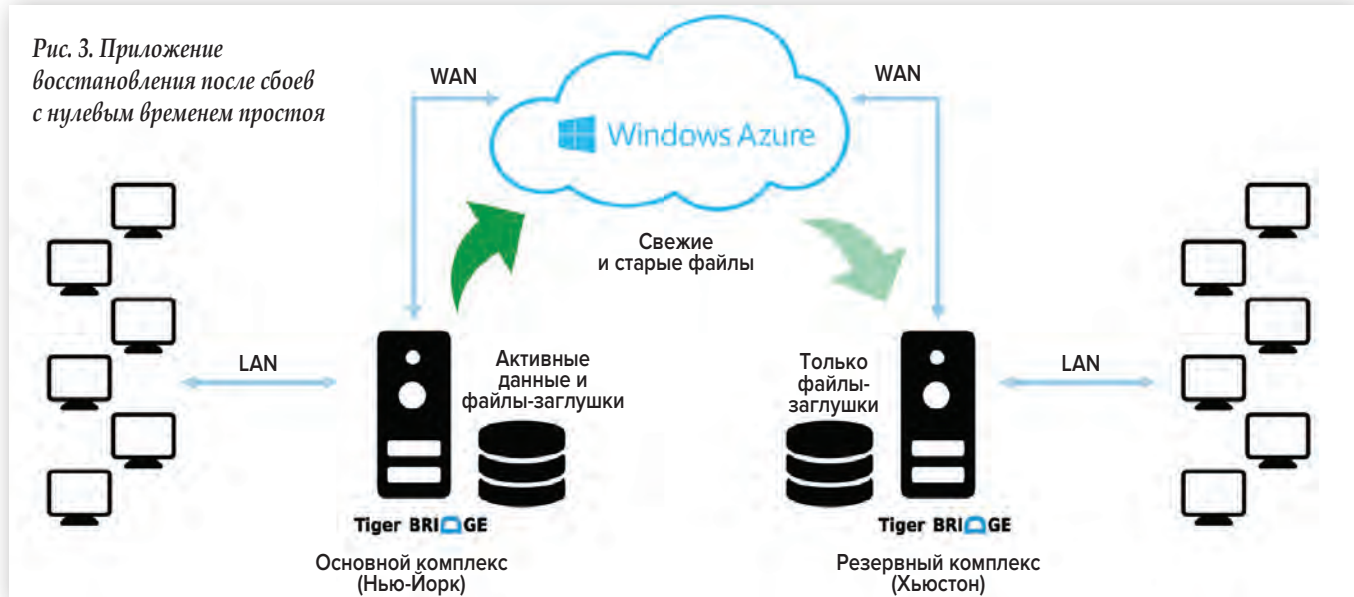 Рис. 3. Приложение
восстановления после сбоев
с нулевым временем простоя
WAN
WAN
Windows Azure
Свежие
и старые файлы
LAN
Активные
данные и
файлы-заглушки
Только
файлы-
заглушки
LAN
Tiger BRIDGE
Tiger BRIDGE
Основной комплекс
(Нью-Йорк)
Резервный комплекс
(Хьюстон)